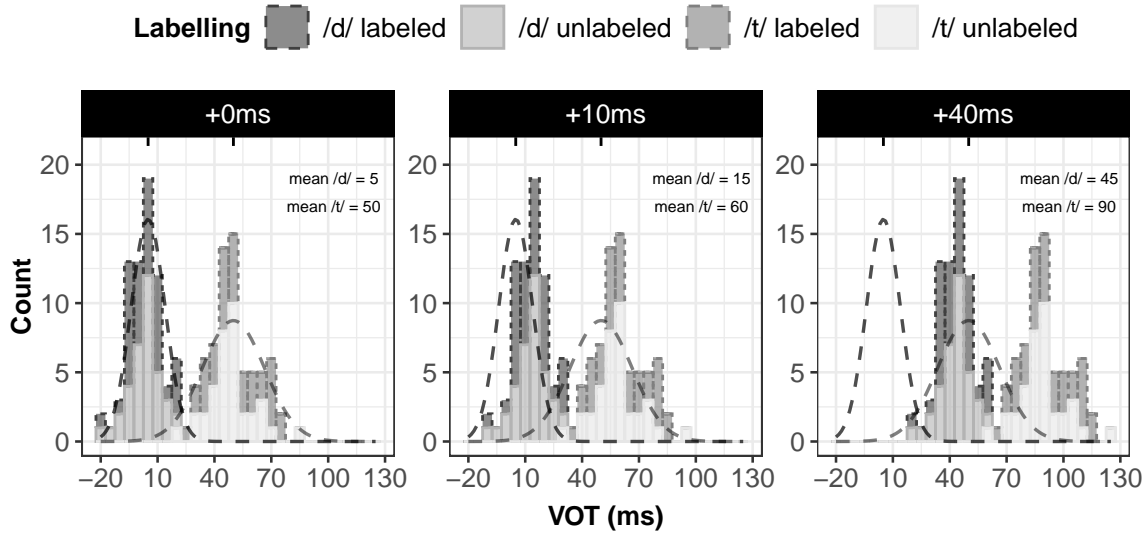 Labelling /d/ labeled /d/ unlabeled /t/ labeled /t/ unlabeled
+0ms +10ms +40ms
20
mean /d/ = 5
mean /t/ = 50
mean /d/ = 15
mean /t/ = 60
mean /d/ = 45
mean /t/ = 90
15
10
5
0
20
15
10
5
0
20
15
10
5
0
Count
−20 10 40 70 100 130 −20 10 40 70 100 130 −20 10 40 70 100 130
VOT (ms)